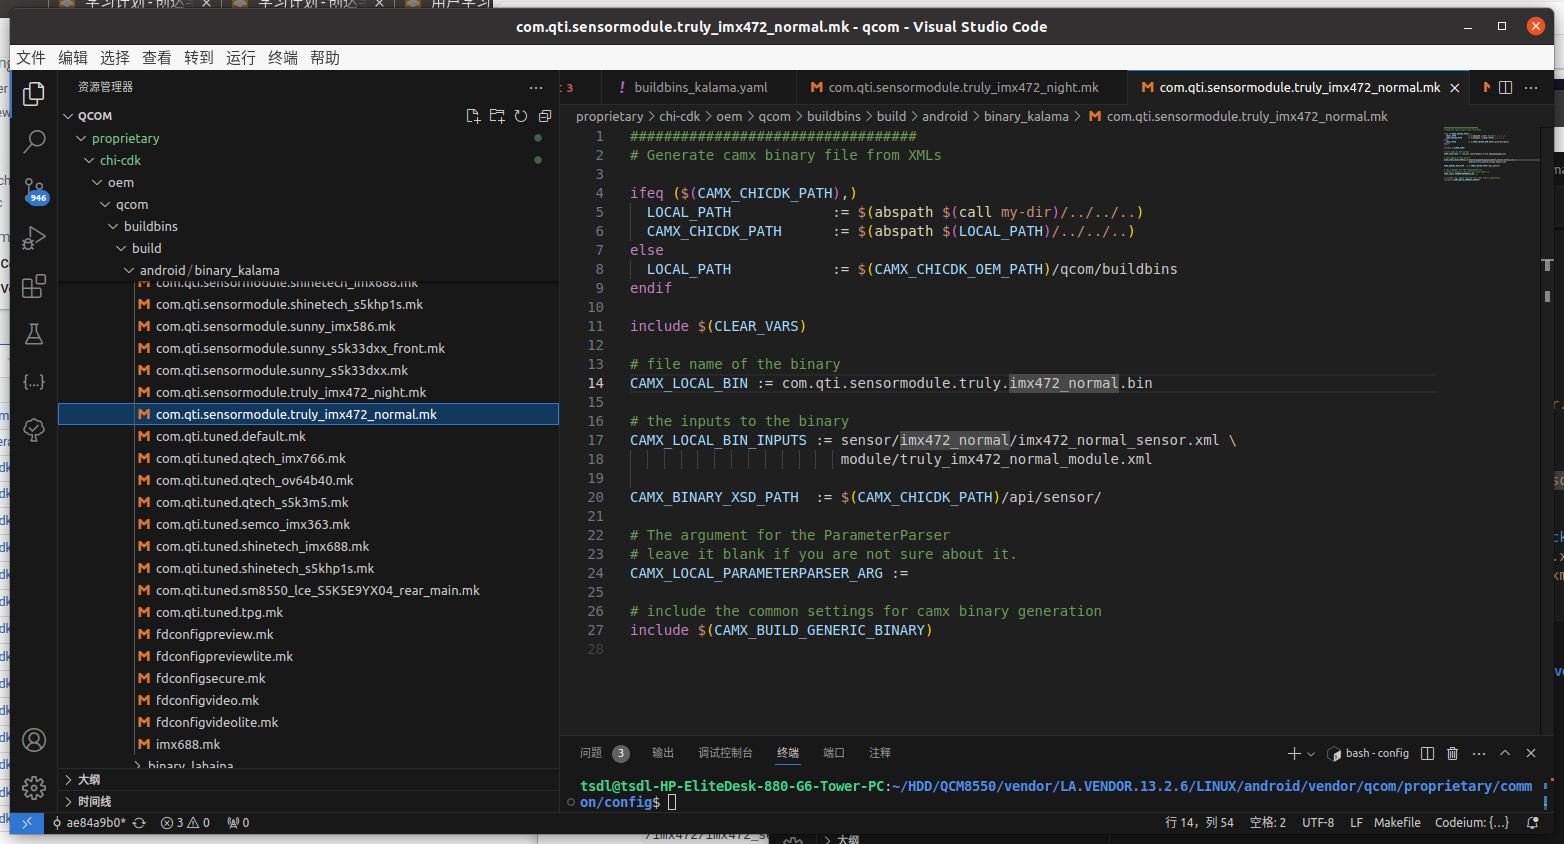 com.qti.sensormodule.truly_imx472_normal.mk - qcom - Visual Studio Code
文件 编辑 选择 查看 转到 运行 终端 帮助
资源管理器
QCOM
proprietary
chi-cdk
oem
qcom
buildbins
build
android / binary_kalama
com.qti.sensormodule.shinetech_imx688.mk
com.qti.sensormodule.shinetech_s5khp1s.mk
com.qti.sensormodule.sunny_imx586.mk
com.qti.sensormodule.sunny_s5k33dxx_front.mk
com.qti.sensormodule.sunny_s5k33dxx.mk
com.qti.sensormodule.truly_imx472_night.mk
com.qti.sensormodule.truly_imx472_normal.mk
com.qti.tuned.default.mk
com.qti.tuned.qtech_imx766.mk
com.qti.tuned.qtech_ov64b40.mk
com.qti.tuned.qtech_s5k3m5.mk
com.qti.tuned.semco_imx363.mk
com.qti.tuned.shinetech_imx688.mk
com.qti.tuned.shinetech_s5khp1s.mk
com.qti.tuned.sm8550_lce_S5K5E9YX04_rear_main.mk
com.qti.tuned.tpg.mk
fdconfigpreview.mk
fdconfigpreviewlite.mk
fdconfigsecure.mk
fdconfigvideo.mk
fdconfigvideolite.mk
imx688.mk
binary_lahaina
大纲
时间线
946
3 ! buildbins_kalama.yaml M com.qti.sensormodule.truly_imx472_night.mk M com.qti.sensormodule.truly_imx472_normal.mk
proprietary > chi-cdk > oem > qcom > buildbins > build > android > binary_kalama > M com.qti.sensormodule.truly_imx472_normal.mk
1 ##################################
2 # Generate camx binary file from XMLs
3
4 ifeq ($(CAMX_CHICDK_PATH),)
5 LOCAL_PATH := $(abspath $(call my-dir)/../../..)
6 CAMX_CHICDK_PATH := $(abspath $(LOCAL_PATH)/../../..)
7 else
8 LOCAL_PATH := $(CAMX_CHICDK_OEM_PATH)/qcom/buildbins
9 endif
10
11 include $(CLEAR_VARS)
12
13 # file name of the binary
14 CAMX_LOCAL_BIN := com.qti.sensormodule.truly.imx472_normal.bin
15
16 # the inputs to the binary
17 CAMX_LOCAL_BIN_INPUTS := sensor/imx472_normal/imx472_normal_sensor.xml \
18 module/truly_imx472_normal_module.xml
19
20 CAMX_BINARY_XSD_PATH := $(CAMX_CHICDK_PATH)/api/sensor/
21
22 # The argument for the ParameterParser
23 # leave it blank if you are not sure about it.
24 CAMX_LOCAL_PARAMETERPARSER_ARG :=
25
26 # include the common settings for camx binary generation
27 include $(CAMX_BUILD_GENERIC_BINARY)
28
问题 3 输出 调试控制台 终端 端口 注释 bash - config
tsdl@tsdl-HP-EliteDesk-880-G6-Tower-PC:~/HDD/QCM8550/vendor/LA.VENDOR.13.2.6/LINUX/android/vendor/qcom/proprietary/comm
on/config$
ae84a9b0* 3 0 0 行 14，列 54 空格: 2 UTF-8 LF Makefile Codeium: {...}
大纲